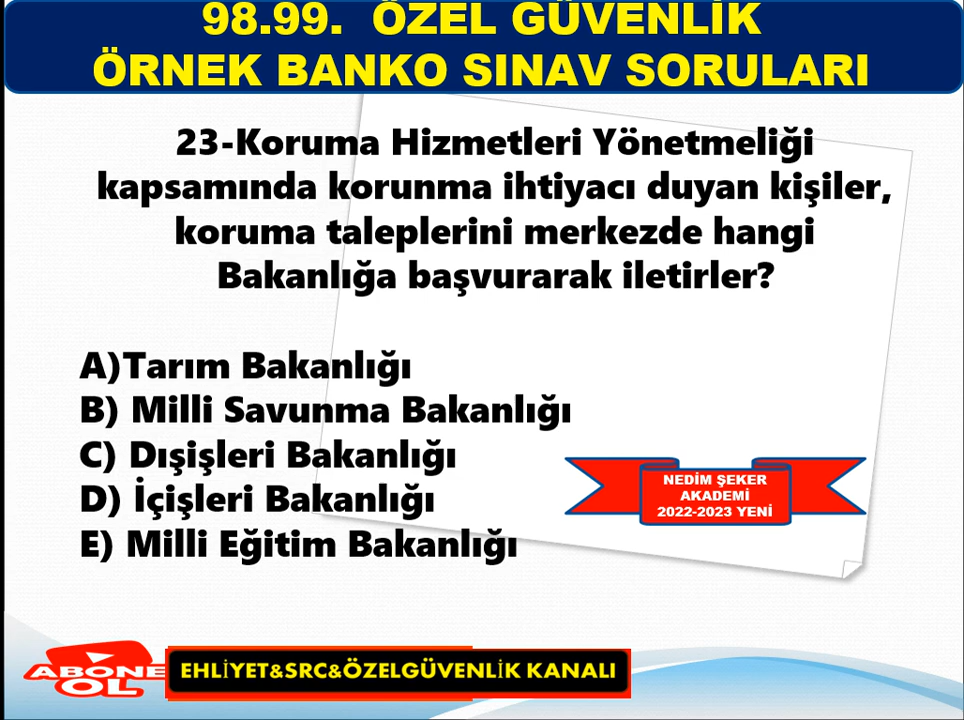 98.99. ÖZEL GÜVENLİK
ÖRNEK BANKO SINAV SORULARI
23-Koruma Hizmetleri Yönetmeliği
kapsamında korunma ihtiyacı duyan kişiler,
koruma taleplerini merkezde hangi
Bakanlığa başvurarak iletirler?
A)Tarım Bakanlığı
B) Milli Savunma Bakanlığı
C) Dışişleri Bakanlığı
D) İçişleri Bakanlığı
E) Milli Eğitim Bakanlığı
NEDİM ŞEKER
AKADEMİ
2022-2023 YENİ
ABONE
OL
EHLİYET&SRC&ÖZELGÜVENLİK KANALI